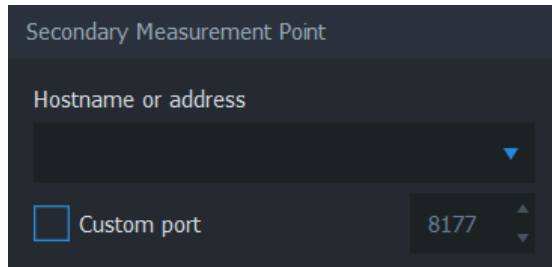 Secondary Measurement Point
Hostname or address
Custom port 8177